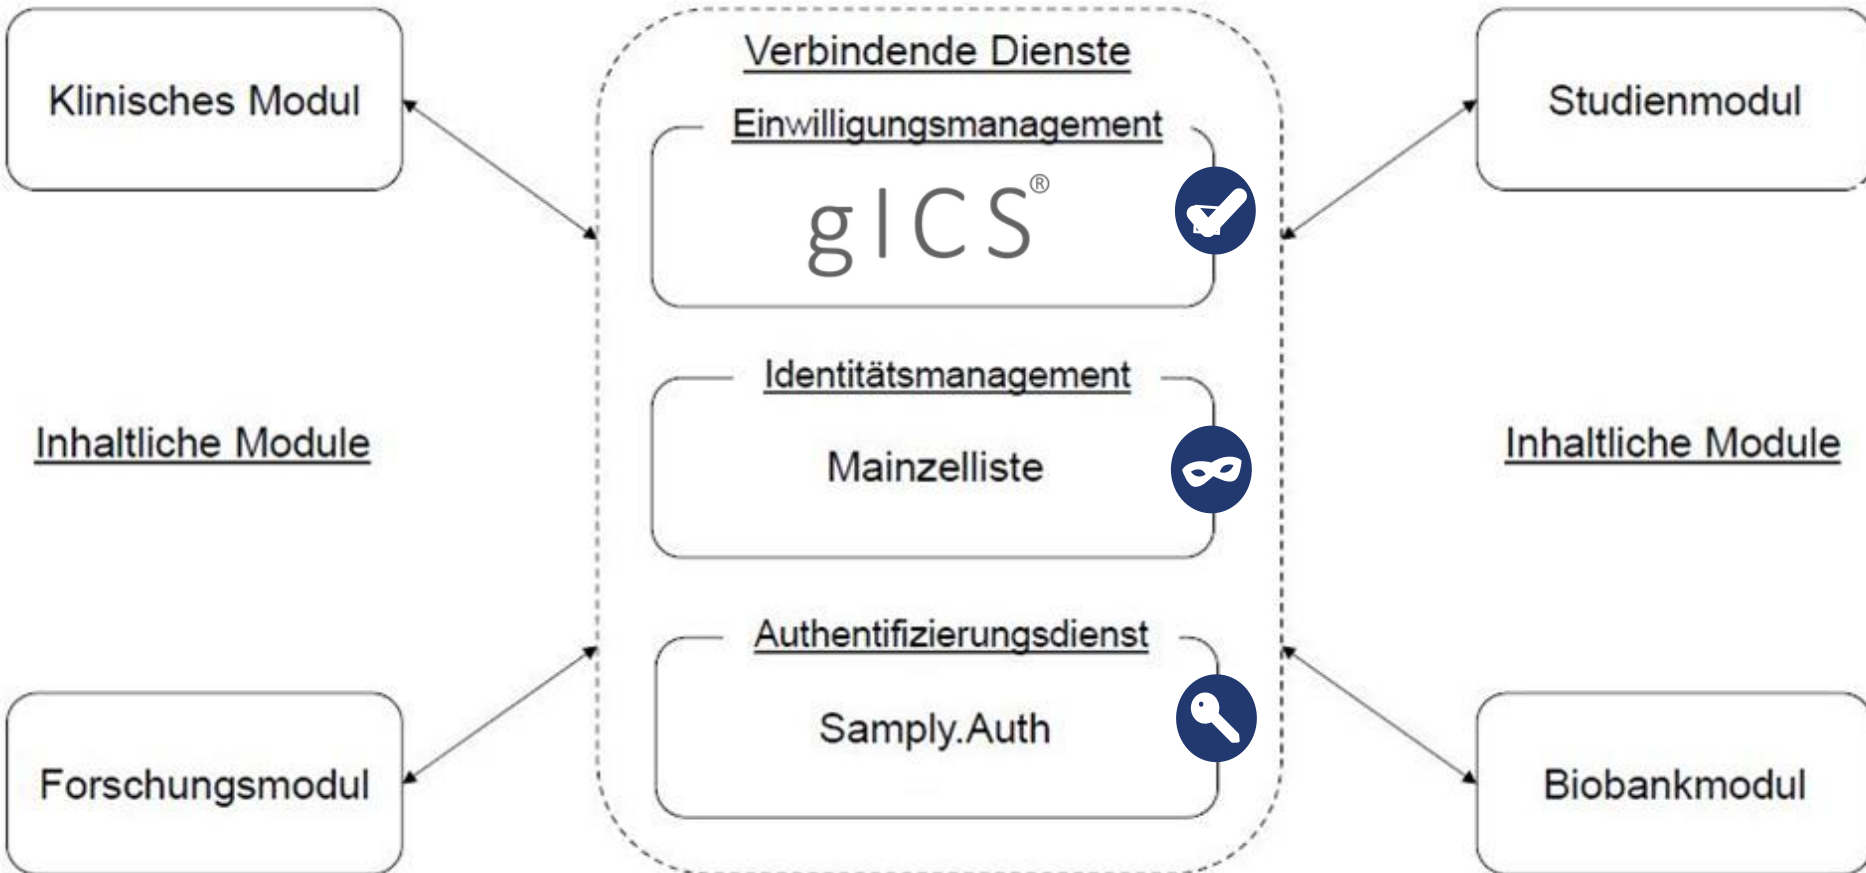 Klinisches Modul
Verbindende Dienste
Studienmodul
Einwilligungsmanagement
gICS®
Identitätsmanagement
Inhaltliche Module
Mainzelliste
Inhaltliche Module
Authentifizierungsdienst
Samply.Auth
Forschungsmodul
Biobankmodul